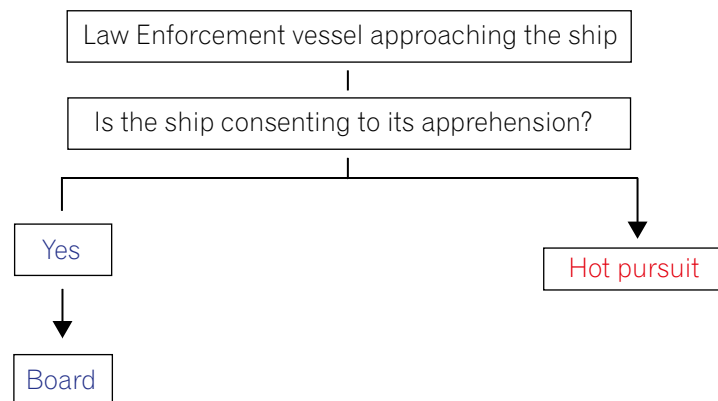 Law Enforcement vessel approaching the ship
Is the ship consenting to its apprehension?
Yes
Hot pursuit
Board